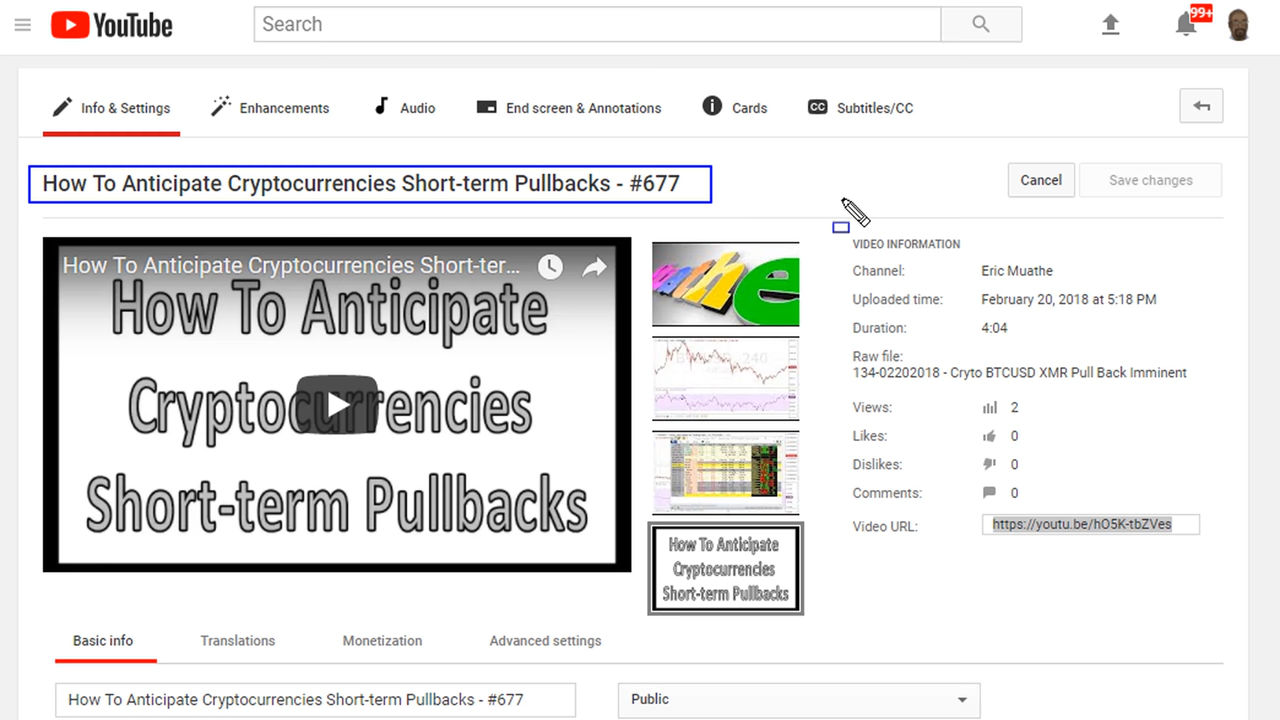 YouTube
Search
99+
Info & Settings
Enhancements
Audio
End screen & Annotations
Cards
CC
Subtitles/CC
How To Anticipate Cryptocurrencies Short-term Pullbacks - #677
Cancel
Save changes
How To Anticipate Cryptocurrencies Short-ter...
How To Anticipate
Cryptocurrencies
Short-term Pullbacks
How To Anticipate
Cryptocurrencies
Short-term Pullbacks
VIDEO INFORMATION
Channel: Eric Muathe
Uploaded time: February 20, 2018 at 5:18 PM
Duration: 4:04
Raw file:
134-02202018 - Cryto BTCUSD XMR Pull Back Imminent
Views: 2
Likes: 0
Dislikes: 0
Comments: 0
Video URL: https://youtu.be/hO5K-tbZVes
Basic info
Translations
Monetization
Advanced settings
How To Anticipate Cryptocurrencies Short-term Pullbacks - #677
Public